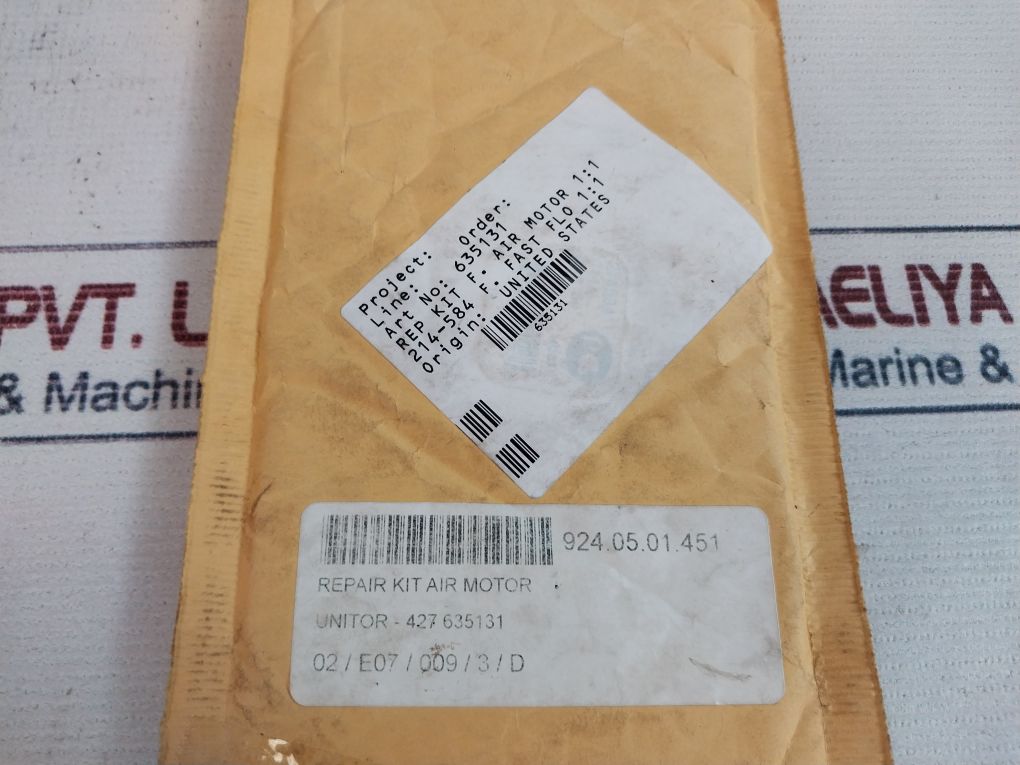 Project:
Order:
Line:
Art No: 635131
REP KIT F. AIR MOTOR 1:1
214-584 F. FAST FLO 1:1
Origin: UNITED STATES
635131
924.05.01.451
REPAIR KIT AIR MOTOR
UNITOR - 427 635131
02 / E07 / 009 / 3 / D
PVT. L
& Machin
AELIYA
Marine &